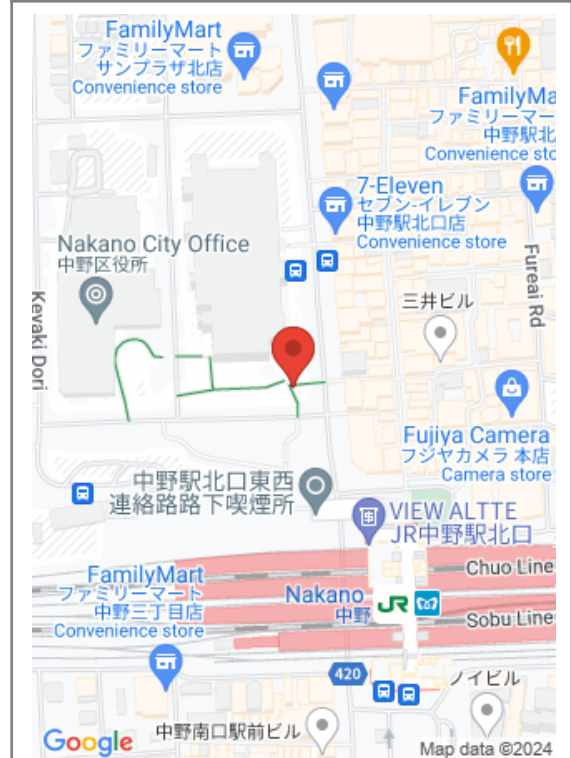 FamilyMart
ファミリーマート
サンプラザ北店
Convenience store
FamilyMa
ファミリーマー
中野駅北
Convenience sto
7-Eleven
セブン-イレブン
中野駅北口店
Convenience store
Nakano City Office
中野区役所
Keyaki Dori
Fureai Rd
三井ビル
Fujiya Camera
フジヤカメラ 本店
Camera store
中野駅北口東西
連絡路路下喫煙所
VIEW ALTTE
JR中野駅北口
Chuo Line
FamilyMart
ファミリーマート
中野三丁目店
Convenience store
Nakano
中野
JR
Sobu Line
420
ノイビル
中野南口駅前ビル
Google
Map data ©2024